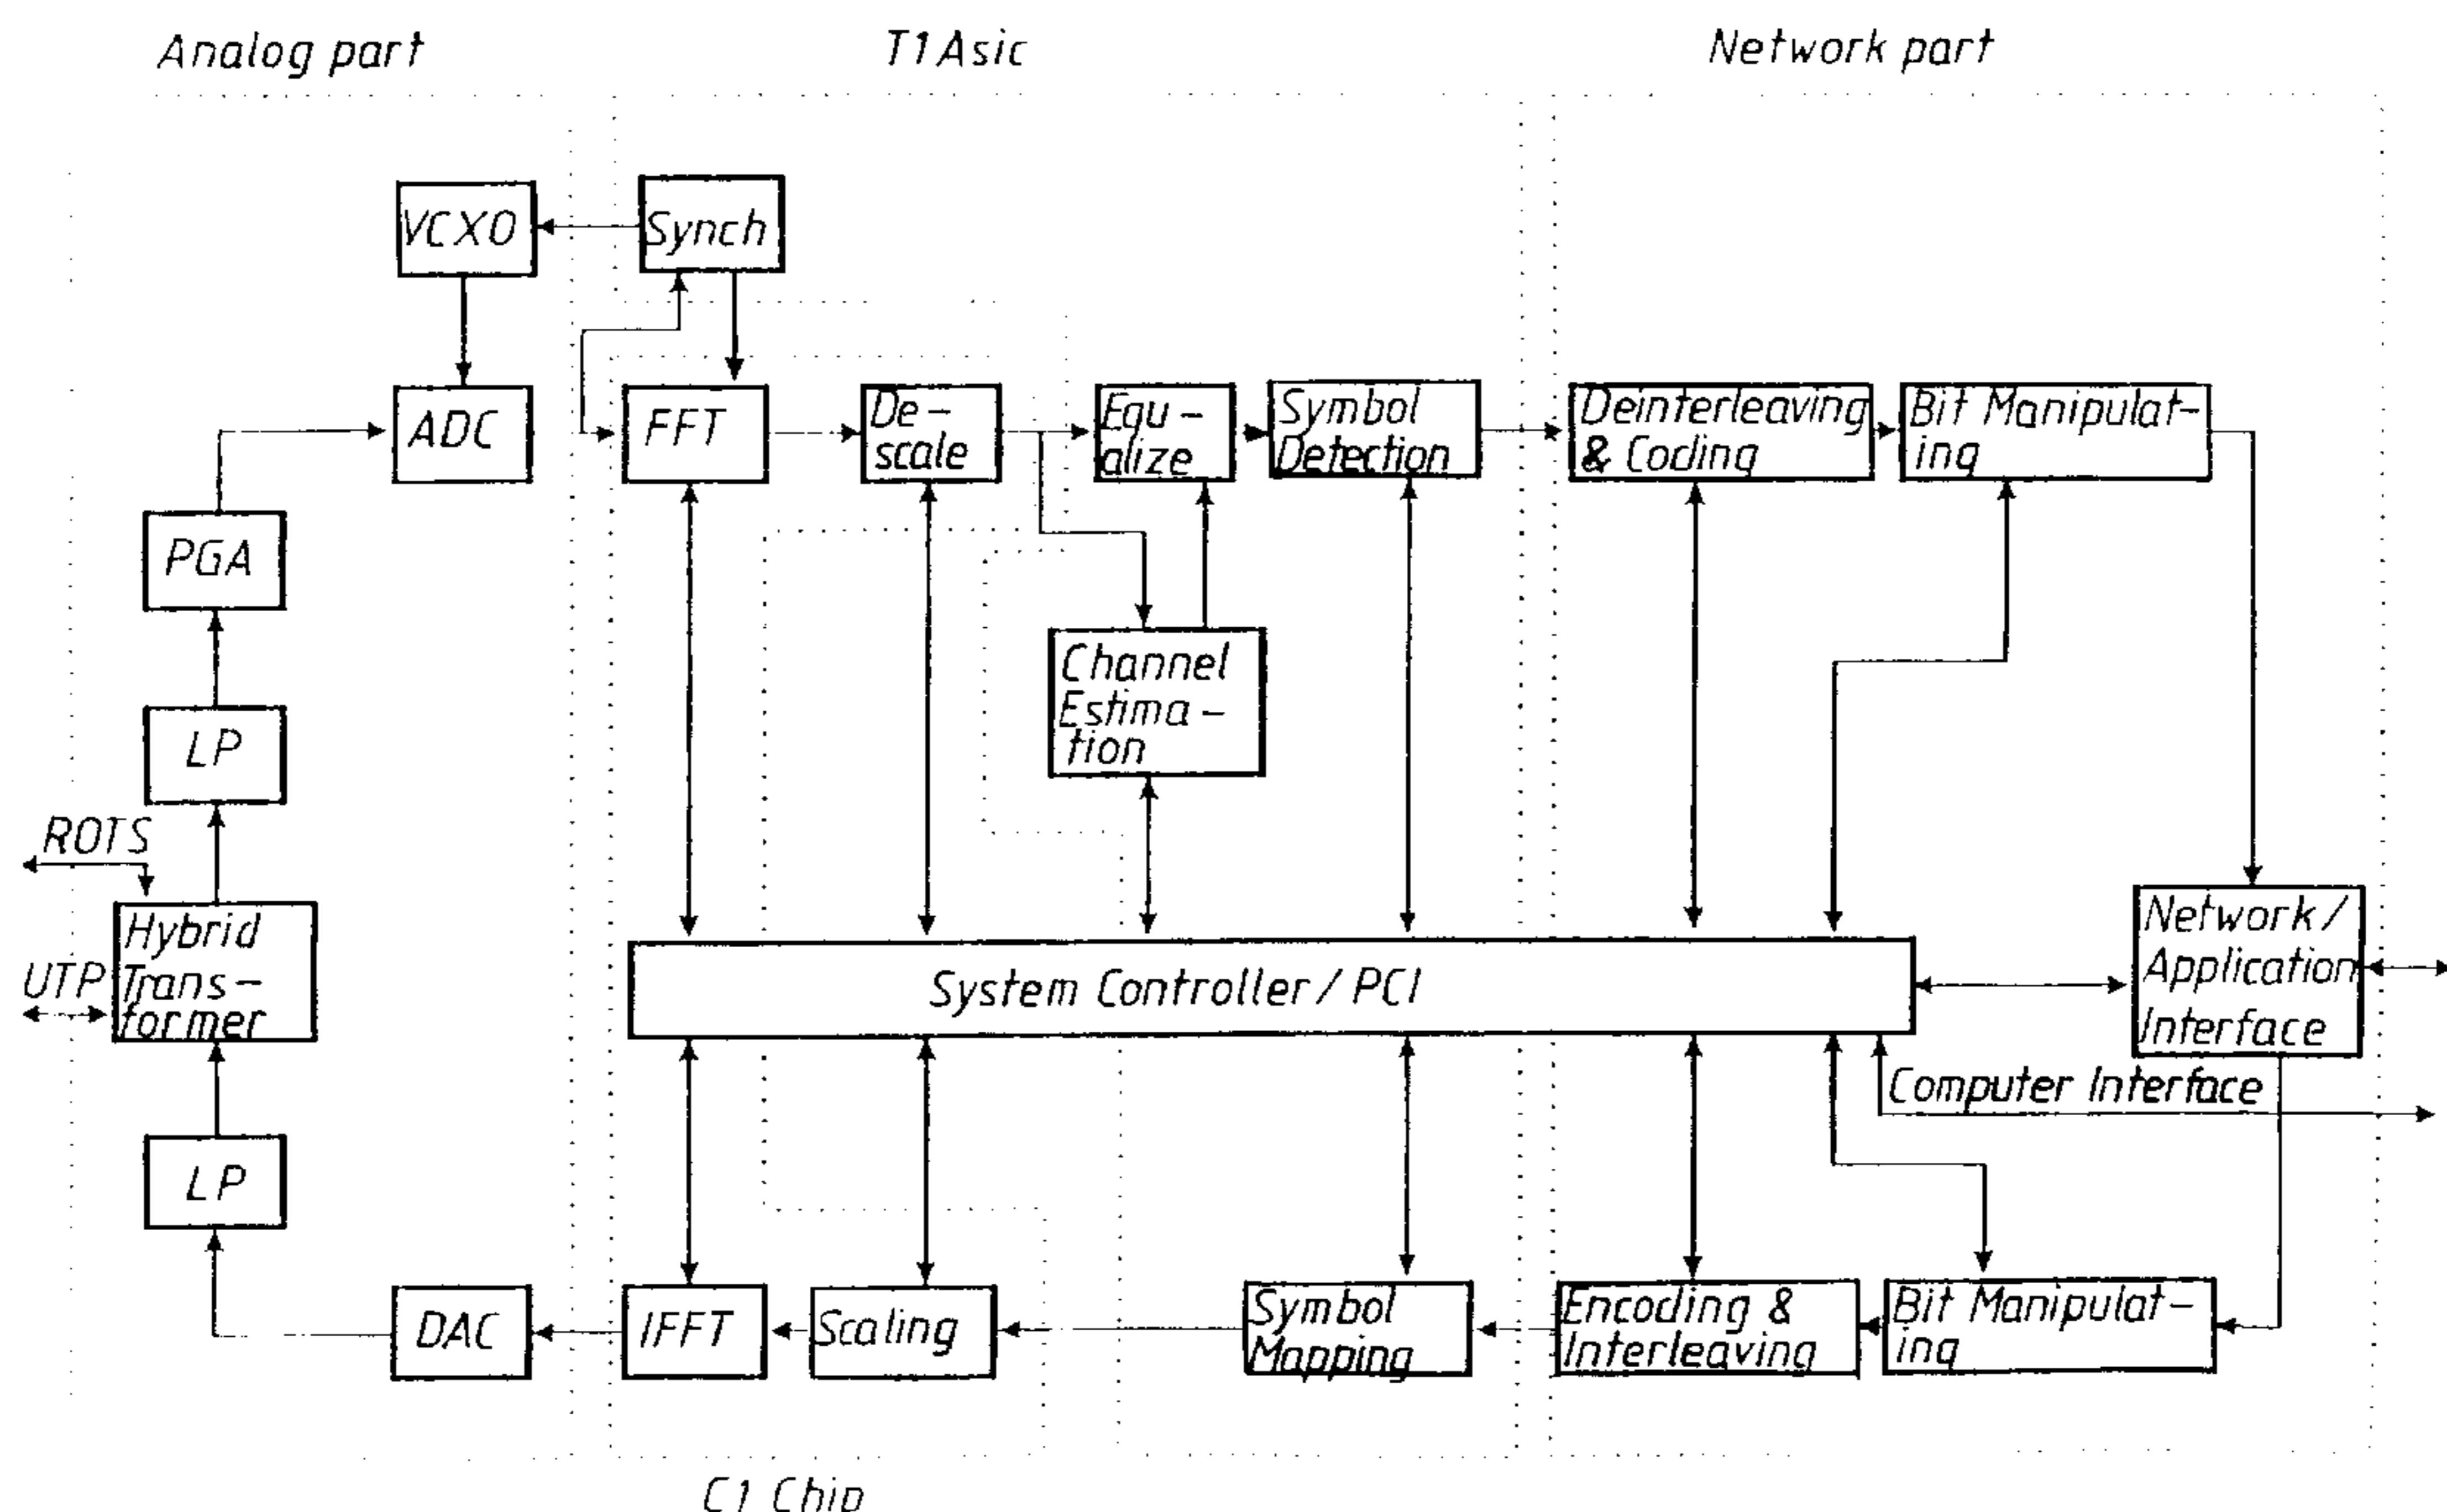 Analog part
T1 Asic
Network part
VCXO
Synch
ADC
FFT
De-
scale
Equ-
alize
Symbol
Detection
Deinterleaving
& Coding
Bit Manipulat-
ing
PGA
Channel
Estima-
tion
LP
ROTS
Hybrid
Trans-
former
UTP
System Controller / PCI
Network /
Application
Interface
Computer Interface
LP
DAC
IFFT
Scaling
Symbol
Mapping
Encoding &
Interleaving
Bit Manipulat-
ing
C1 Chip